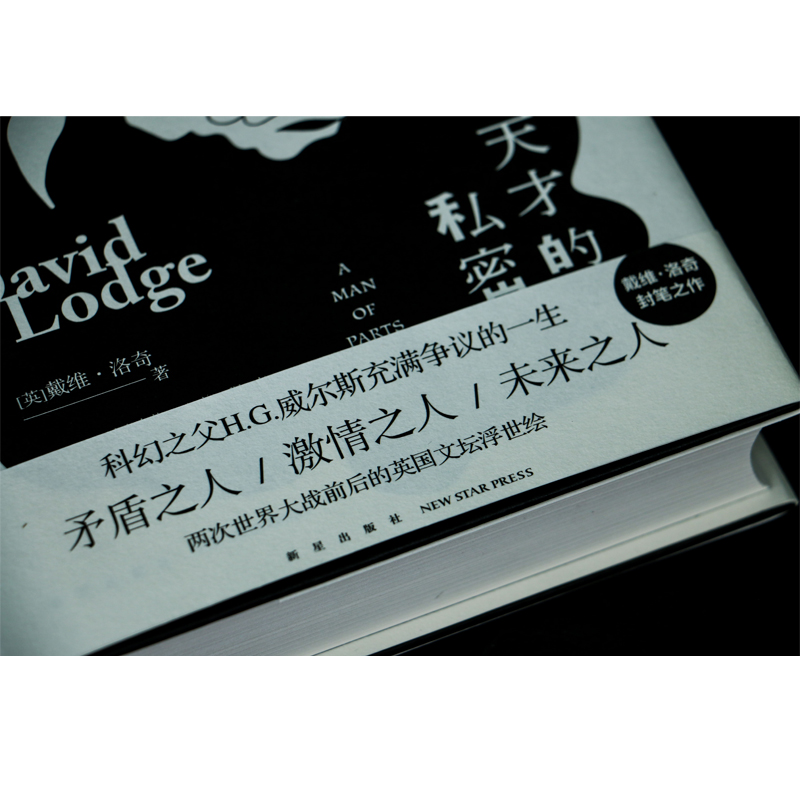 天才的
私密
David
Lodge
A
MAN
OF
PARTS
[英]戴维·洛奇 著
戴维·洛奇
封笔之作
科幻之父H.G.威尔斯充满争议的一生
矛盾之人 / 激情之人 / 未来之人
两次世界大战前后的英国文坛浮世绘
新星出版社 NEW STAR PRESS